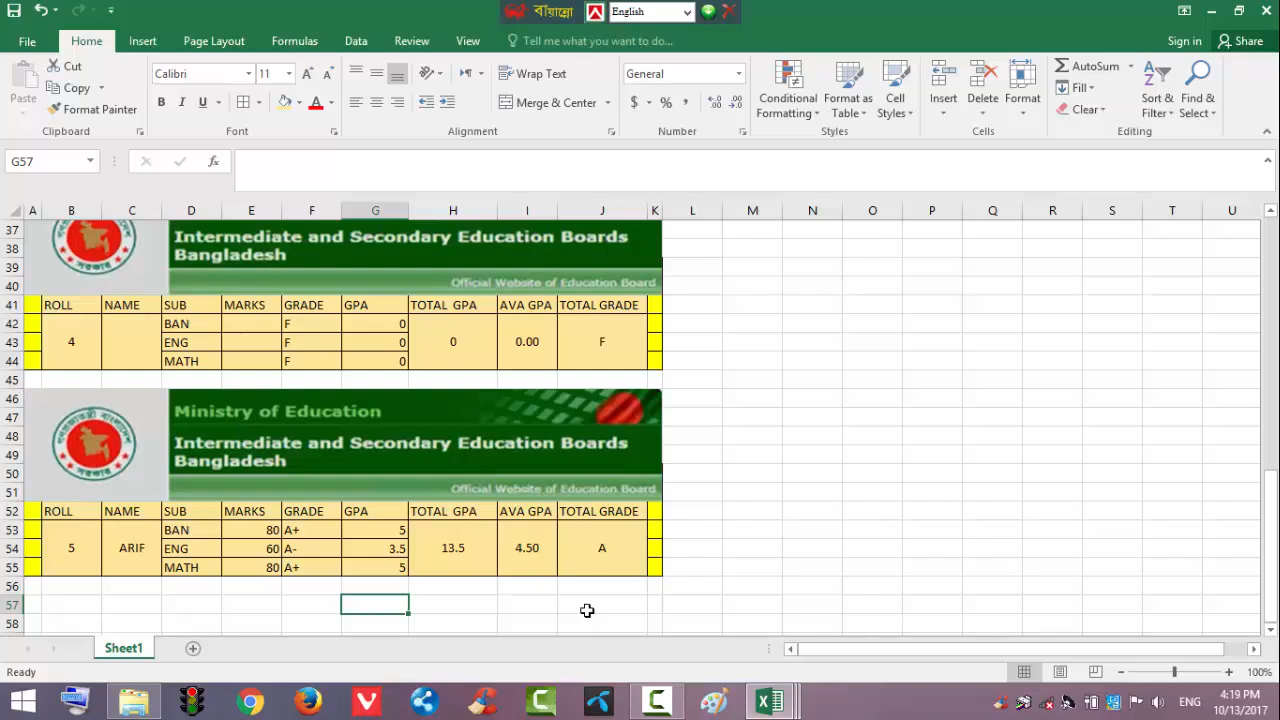 বাঁয়ান্নো English
File Home Insert Page Layout Formulas Data Review View Tell me what you want to do... Sign in Share
Paste Cut Copy Format Painter Clipboard
Calibri 11 B I U A Font
Wrap Text Merge & Center Alignment
General $ % , Number
Conditional Formatting Format as Table Cell Styles Styles
Insert Delete Format Cells
AutoSum Fill Clear Sort & Filter Find & Select Editing
G57 fx
A B C D E F G H I J K L M N O P Q R S T U
37 Intermediate and Secondary Education Boards
38 Bangladesh
39
40 Official Website of Education Board
41 ROLL NAME SUB MARKS GRADE GPA TOTAL GPA AVA GPA TOTAL GRADE
42 BAN F 0
43 4 ENG F 0 0 0.00 F
44 MATH F 0
45
46
47 Ministry of Education
48 Intermediate and Secondary Education Boards
49 Bangladesh
50
51 Official Website of Education Board
52 ROLL NAME SUB MARKS GRADE GPA TOTAL GPA AVA GPA TOTAL GRADE
53 BAN 80 A+ 5
54 5 ARIF ENG 60 A- 3.5 13.5 4.50 A
55 MATH 80 A+ 5
56
57
58
Sheet1
Ready 100%
ENG 4:19 PM
10/13/2017